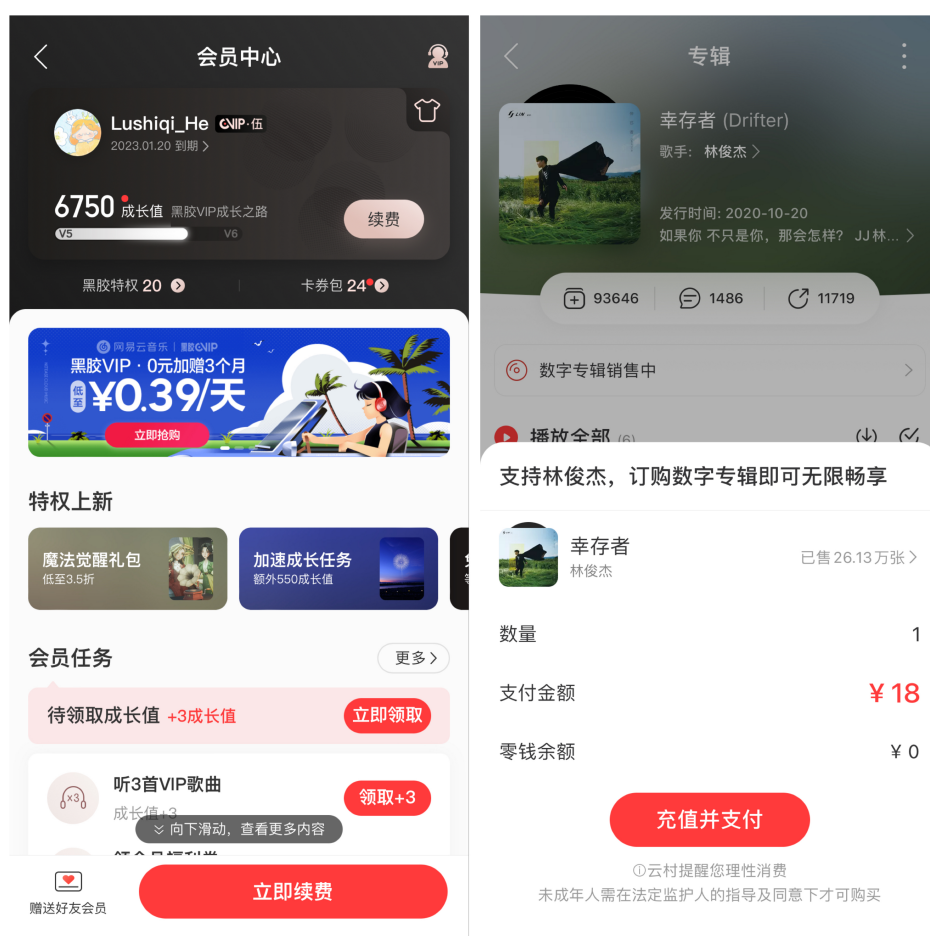 会员中心
VIP
Lushiqi_He VIP·伍
2023.01.20 到期
6750 成长值 黑胶VIP成长之路
续费
V5 V6
黑胶特权 20
卡券包 24
网易云音乐 | 黑胶VIP
黑胶VIP · 0元加赠3个月
低至 ¥0.39/天
立即抢购
特权上新
魔法觉醒礼包
低至3.5折
加速成长任务
额外550成长值
会员任务
更多
待领取成长值 +3成长值
立即领取
x3
听3首VIP歌曲
成长值+3
领取+3
向下滑动，查看更多内容
赠送好友会员
立即续费
专辑
LIN
幸存者 (Drifter)
歌手： 林俊杰
发行时间: 2020-10-20
如果你 不只是你，那会怎样? JJ 林...
93646
1486
11719
数字专辑销售中
播放全部 (6)
支持林俊杰，订购数字专辑即可无限畅享
幸存者
林俊杰
已售 26.13 万张
数量 1
支付金额 ¥ 18
零钱余额 ¥ 0
充值并支付
云村提醒您理性消费
未成年人需在法定监护人的指导及同意下才可购买